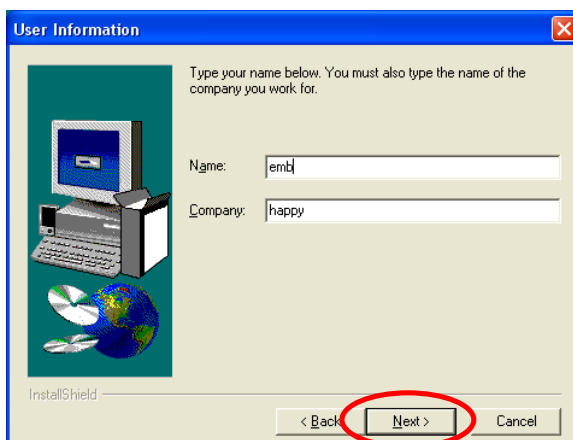 User Information
Type your name below. You must also type the name of the
company you work for.
Name: emb
Company: happy
InstallShield
< Back Next > Cancel